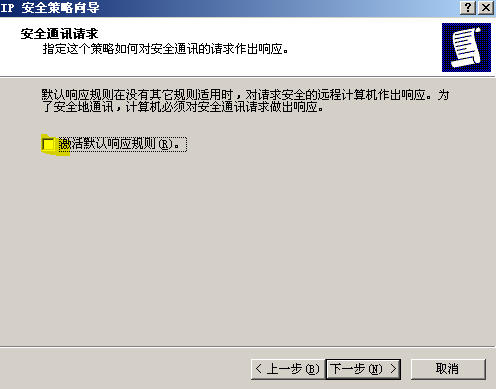 IP 安全策略向导
安全通讯请求
指定这个策略如何对安全通讯的请求作出响应。
默认响应规则在没有其它规则适用时，对请求安全的远程计算机作出响应。为
了安全地通讯，计算机必须对安全通讯请求做出响应。
激活默认响应规则(R)。
< 上一步(B) 下一步(N) > 取消